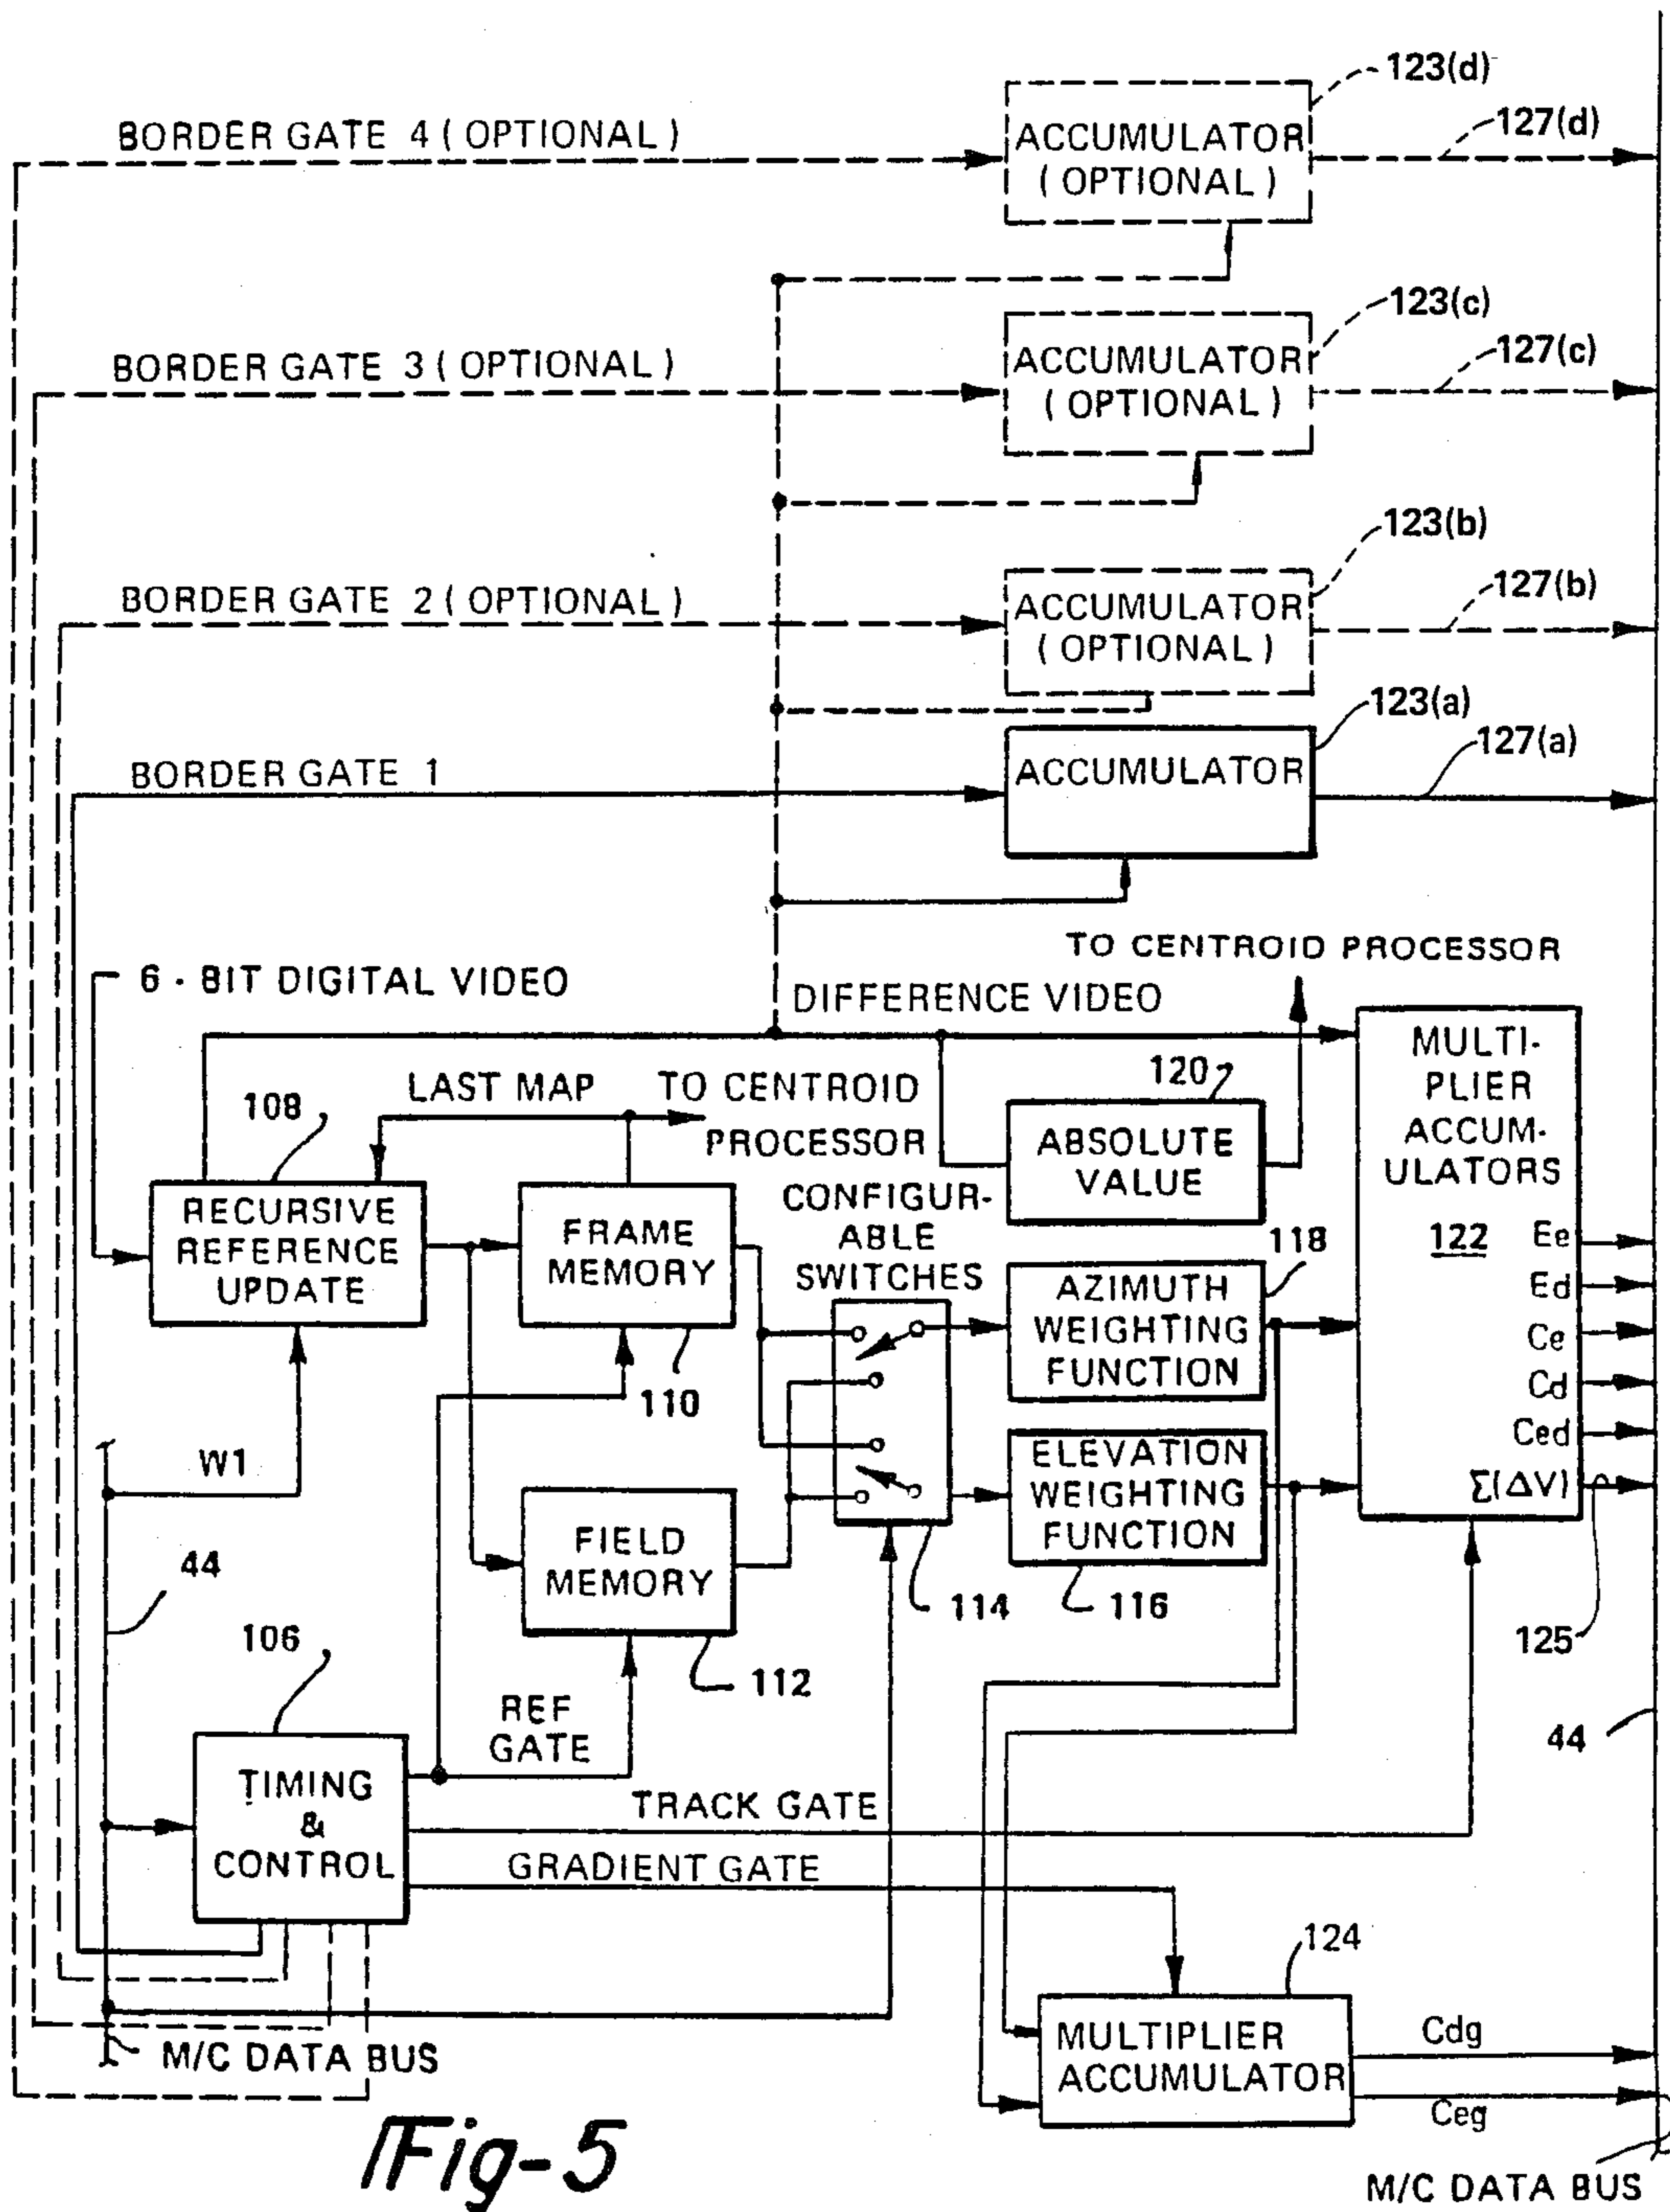 123(d)
BORDER GATE 4 ( OPTIONAL )
ACCUMULATOR
( OPTIONAL )
127(d)
123(c)
BORDER GATE 3 ( OPTIONAL )
ACCUMULATOR
( OPTIONAL )
127(c)
123(b)
BORDER GATE 2 ( OPTIONAL )
ACCUMULATOR
( OPTIONAL )
127(b)
123(a)
BORDER GATE 1
ACCUMULATOR
127(a)
TO CENTROID PROCESSOR
6 - BIT DIGITAL VIDEO
DIFFERENCE VIDEO
MULTI-
PLIER
ACCUM-
ULATORS
122
Ee
Ed
Ce
Cd
Ced
Σ(ΔV)
125
LAST MAP
TO CENTROID
PROCESSOR
120
ABSOLUTE
VALUE
108
RECURSIVE
REFERENCE
UPDATE
FRAME
MEMORY
110
CONFIGUR-
ABLE
SWITCHES
118
AZIMUTH
WEIGHTING
FUNCTION
W1
ELEVATION
WEIGHTING
FUNCTION
44
FIELD
MEMORY
114
116
112
106
REF
GATE
44
TIMING
&
CONTROL
TRACK GATE
GRADIENT GATE
124
MULTIPLIER
ACCUMULATOR
Cdg
Ceg
M/C DATA BUS
Fig-5
M/C DATA BUS